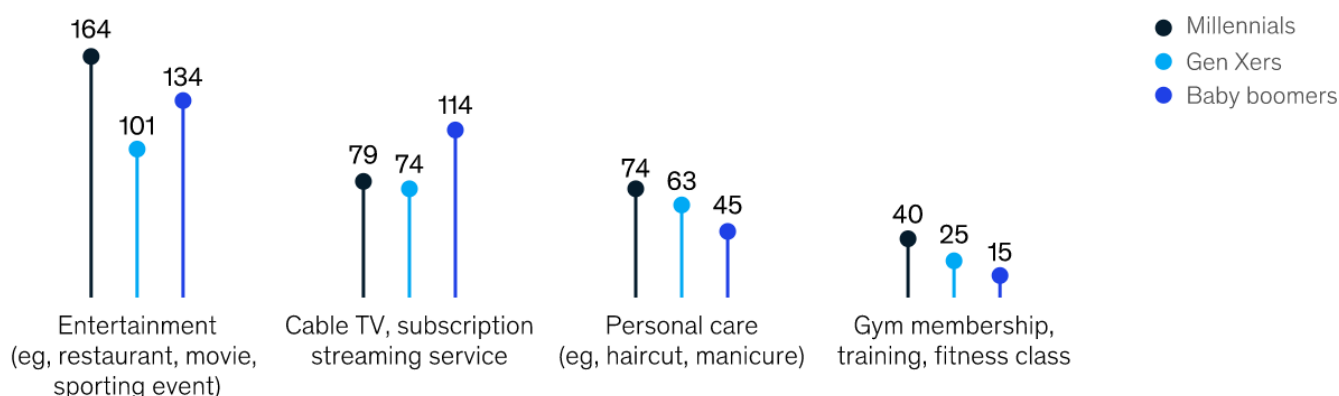 164
101
134
79
74
114
74
63
45
40
25
15
Entertainment
(eg, restaurant, movie,
sporting event)
Cable TV, subscription
streaming service
Personal care
(eg, haircut, manicure)
Gym membership,
training, fitness class
Millennials
Gen Xers
Baby boomers